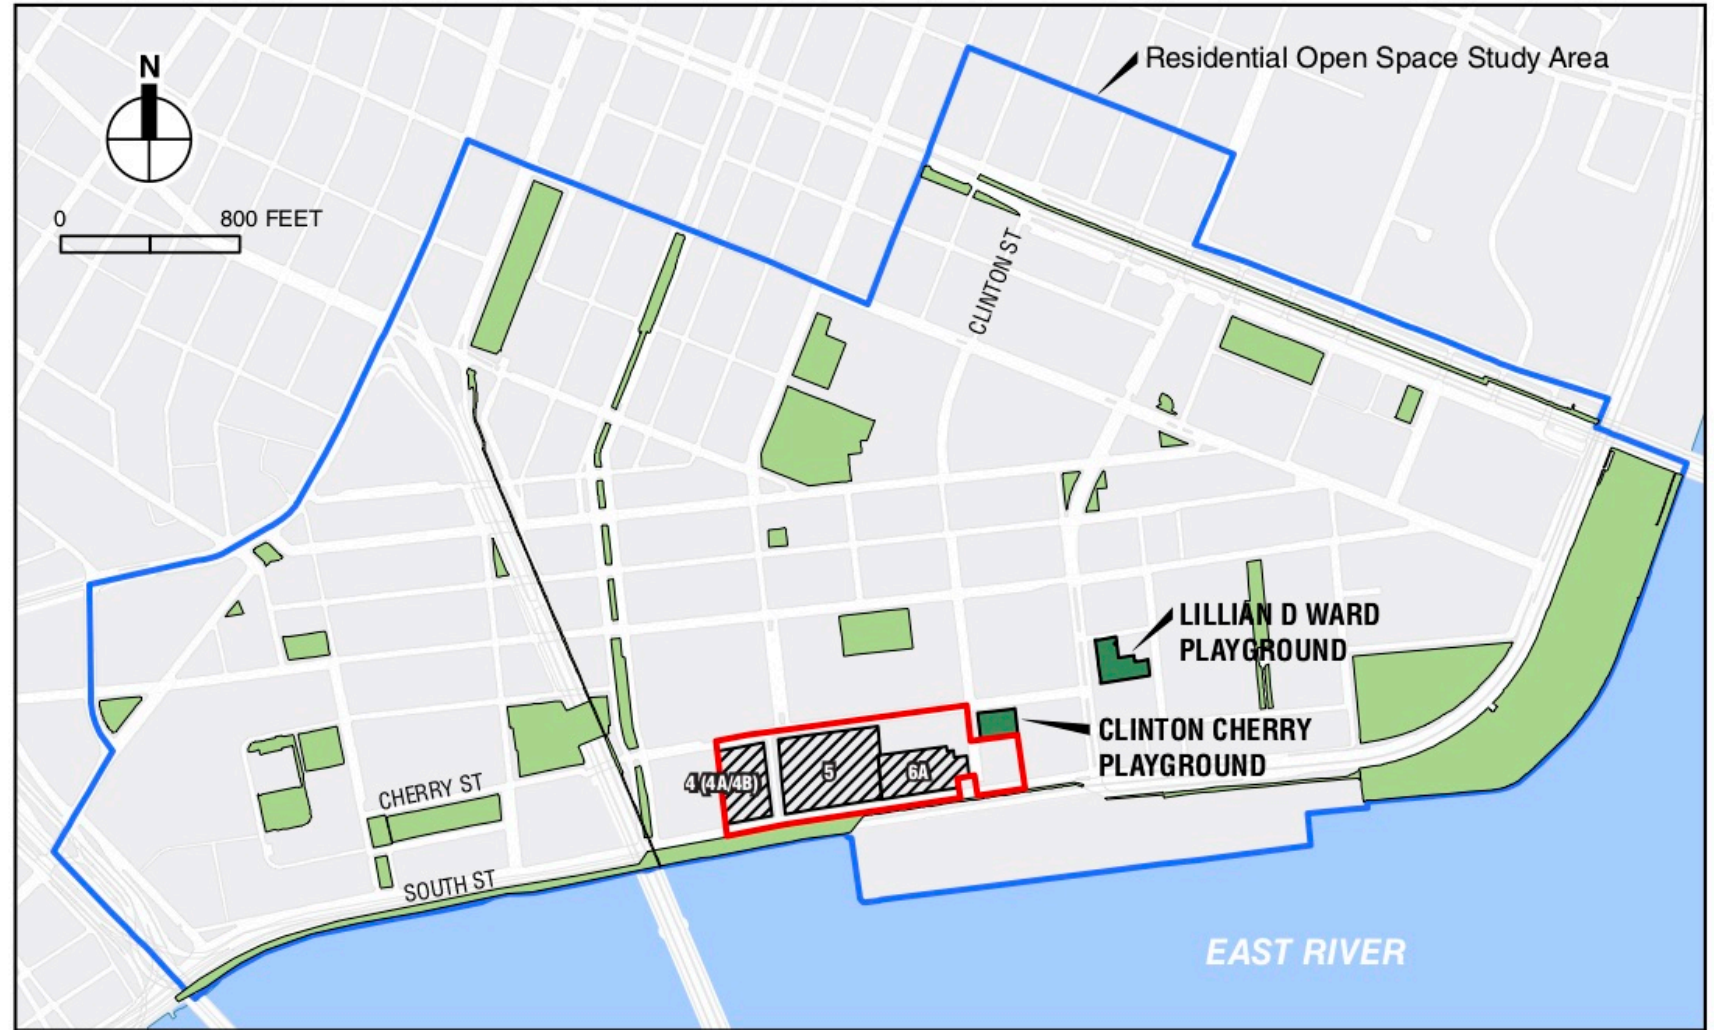 Residential Open Space Study Area
N
0 800 FEET
CLINTON ST
LILLIAN D WARD
PLAYGROUND
CLINTON CHERRY
PLAYGROUND
4 (4A/4B)
5
6A
CHERRY ST
SOUTH ST
EAST RIVER